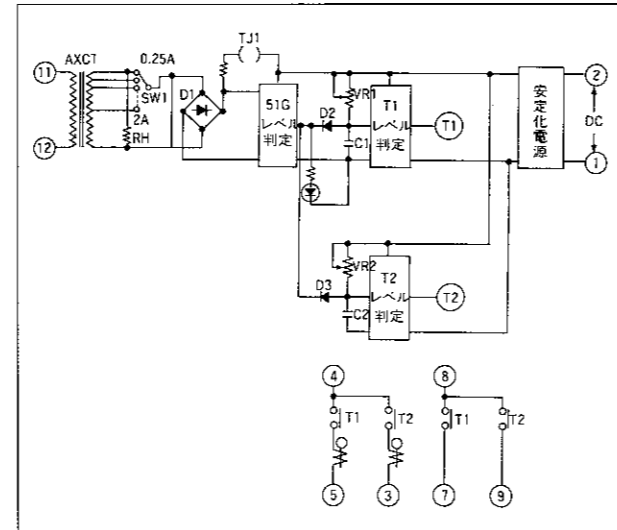 TJ1
AXCT
0.25A
11
D1
SW1
2A
RH
12
51G
レベル
判定
VR1
D2
C1
T1
レベル
判定
T1
安定化電源
2
DC
1
VR2
D3
C2
T2
レベル
判定
T2
4
8
T1
T2
T1
T2
5
3
7
9